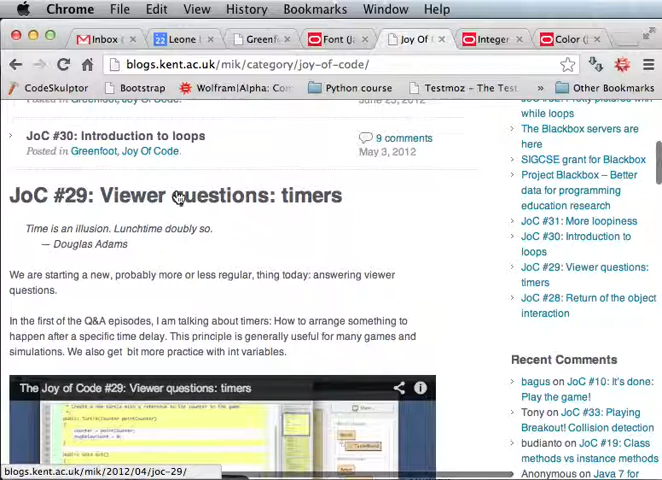 Chrome File Edit View History Bookmarks Window Help
Inbox ( 22 Leone l Greenf Font (J Joy Of Integer Color (
blogs.kent.ac.uk/mik/category/joy-of-code/
CodeSkulptor Bootstrap Wolfram|Alpha: Com Python course Testmoz - The Test Other Bookmarks
Posted in Greenfoot, Joy Of Code. June 25, 2012
JoC #30: Introduction to loops 9 comments
Posted in Greenfoot, Joy Of Code. May 3, 2012
JoC #29: Viewer questions: timers
Time is an illusion. Lunchtime doubly so.
— Douglas Adams
We are starting a new, probably more or less regular, thing today: answering viewer
questions.
In the first of the Q&A episodes, I am talking about timers: How to arrange something to
happen after a specific time delay. This principle is generally useful for many games and
simulations. We also get bit more practice with int variables.
The Joy of Code #29: Viewer questions: timers
blogs.kent.ac.uk/mik/2012/04/joc-29/
while loops
The Blackbox servers are
here
SIGCSE grant for Blackbox
Project Blackbox – Better
data for programming
education research
JoC #31: More loopiness
JoC #30: Introduction to
loops
JoC #29: Viewer questions:
timers
JoC #28: Return of the object
interaction
Recent Comments
bagus on JoC #10: It's done:
Play the game!
Tony on JoC #33: Playing
Breakout! Collision detection
budianto on JoC #19: Class
methods vs instance methods
Anonymous on Java 7 for